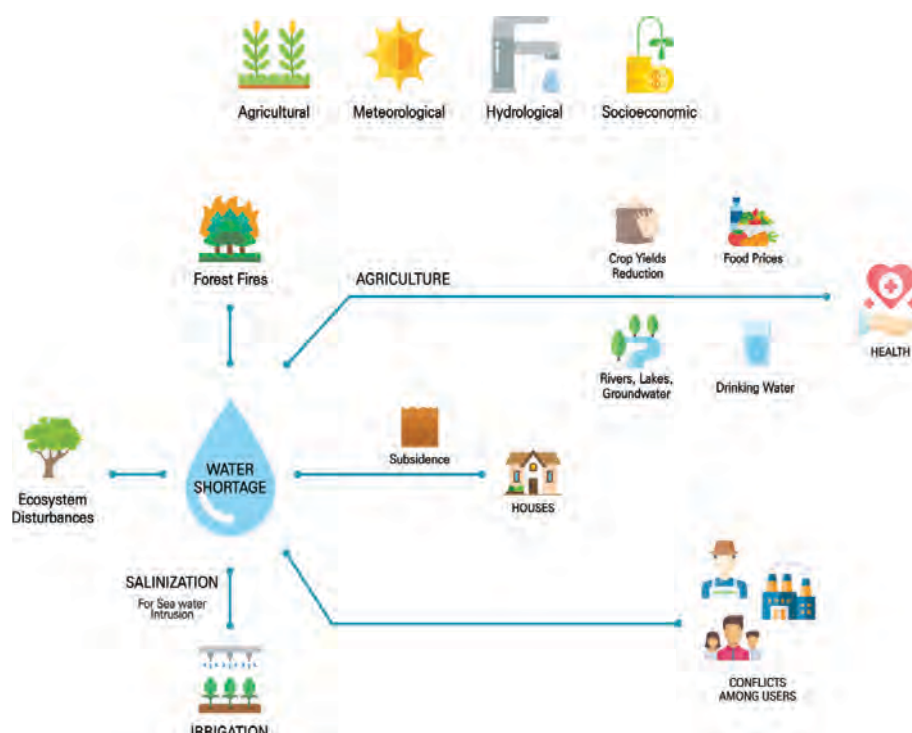 Agricultural
Meteorological
Hydrological
Socioeconomic
Forest Fires
AGRICULTURE
Crop Yields
Reduction
Food Prices
HEALTH
Rivers, Lakes,
Groundwater
Drinking Water
Subsidence
WATER
SHORTAGE
HOUSES
Ecosystem
Disturbances
SALINIZATION
For Sea water
Intrusion
CONFLICTS
AMONG USERS
IRRIGATION